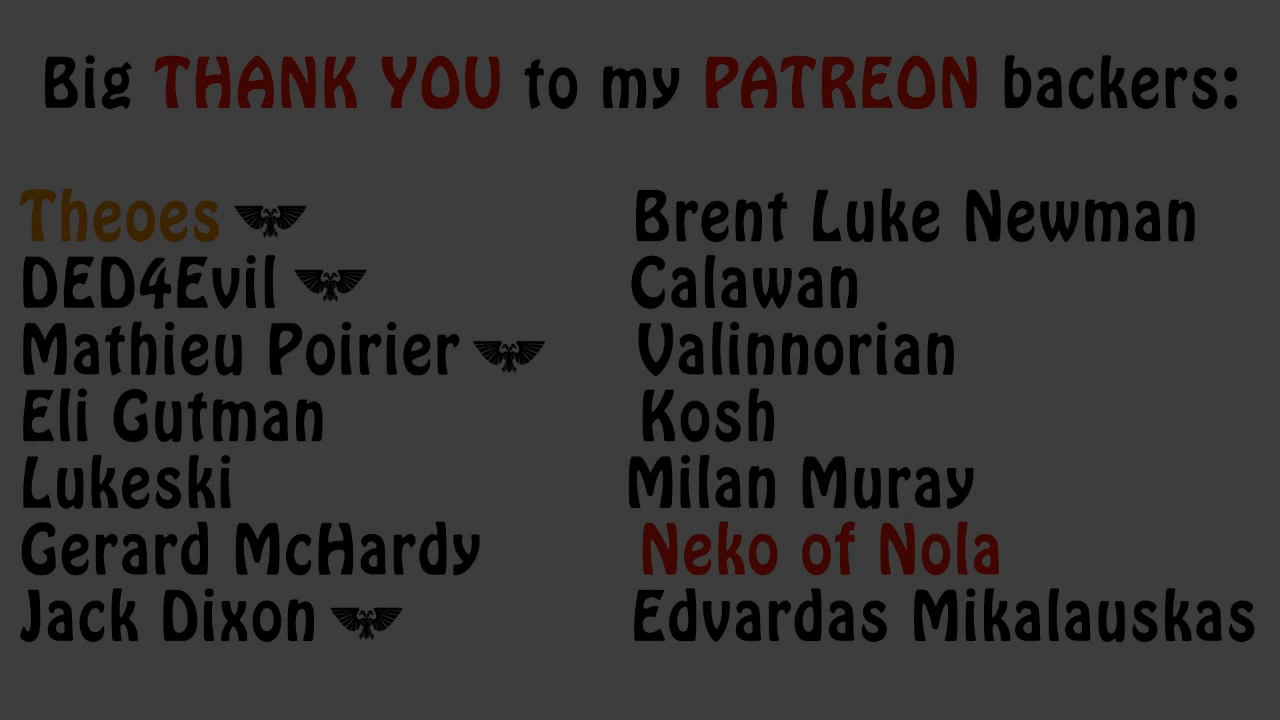 Big THANK YOU to my PATREON backers:
Theoes
DED4Evil
Mathieu Poirier
Eli Gutman
Lukeski
Gerard McHardy
Jack Dixon
Brent Luke Newman
Calawan
Valinnorian
Kosh
Milan Muray
Neko of Nola
Edvardas Mikalauskas